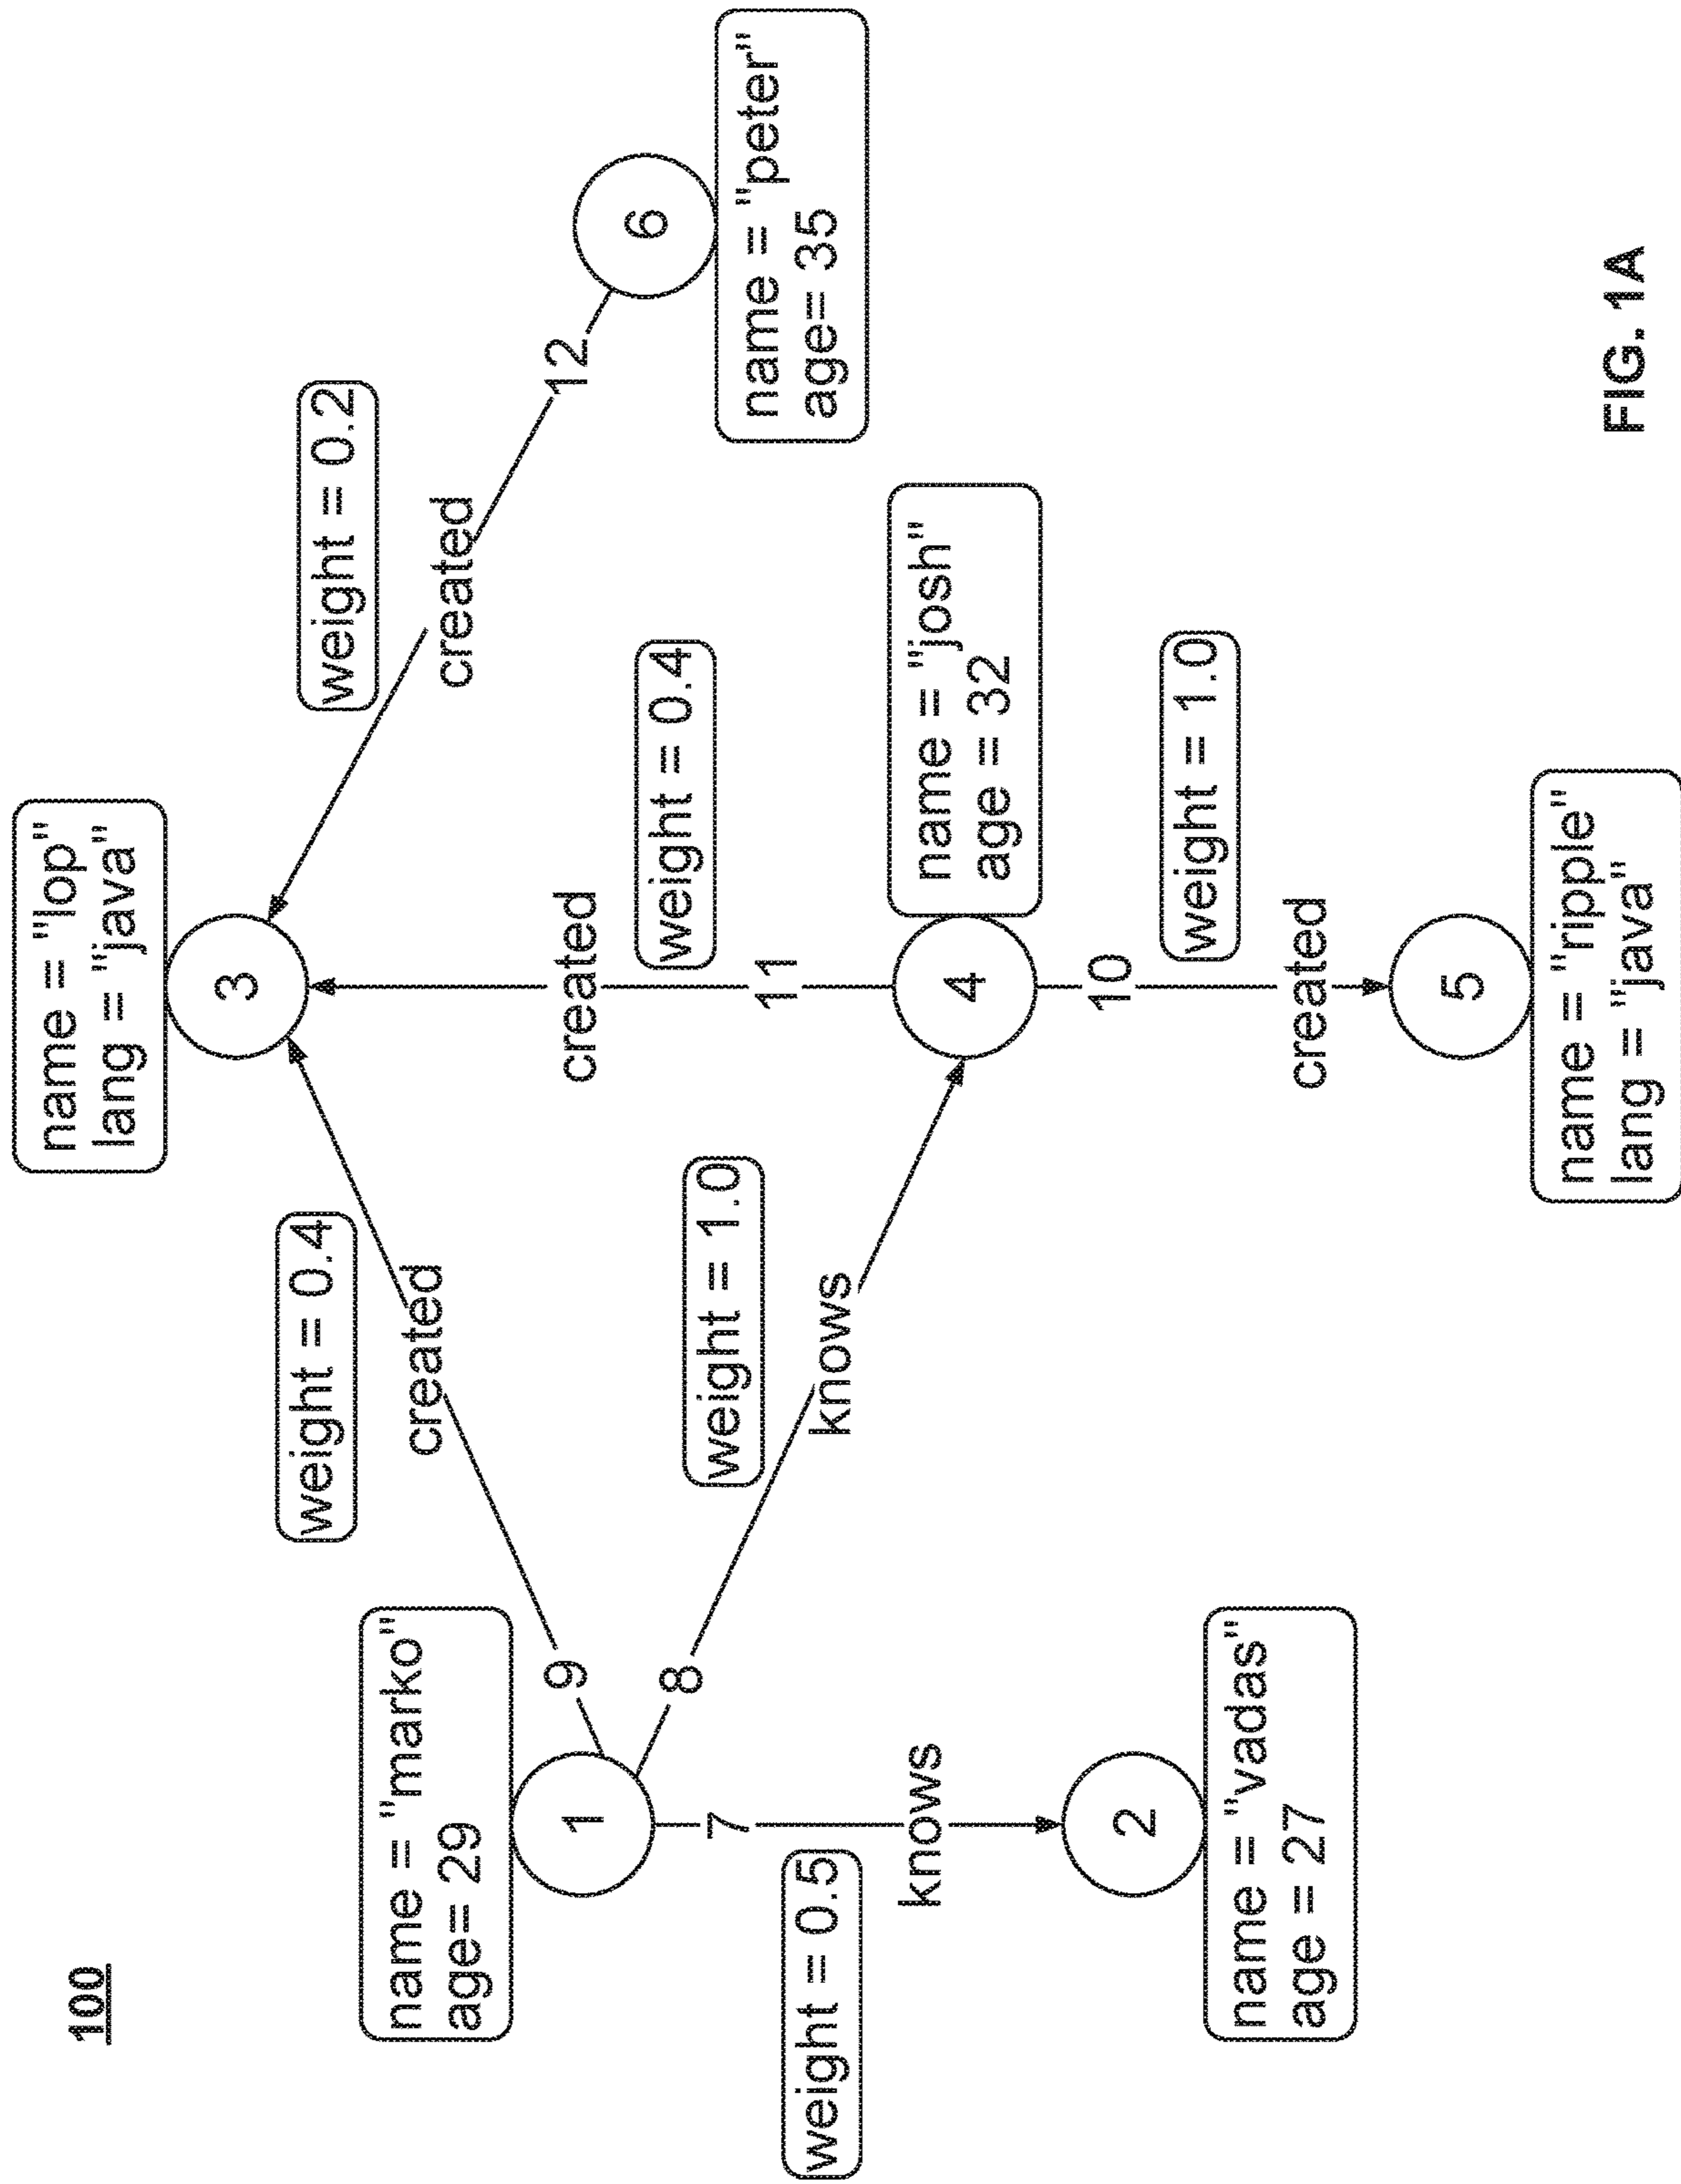 100
name = "lop"
lang = "java"
weight = 0.4
weight = 0.2
name = "marko"
age= 29
created
created
9
12
1
created
6
8
weight = 1.0
weight = 0.4
name = "peter"
age= 35
7
11
weight = 0.5
knows
3
knows
4
name = "josh"
age = 32
10
2
weight = 1.0
name = "vadas"
age = 27
created
5
name = "ripple"
lang = "java"
FIG. 1A